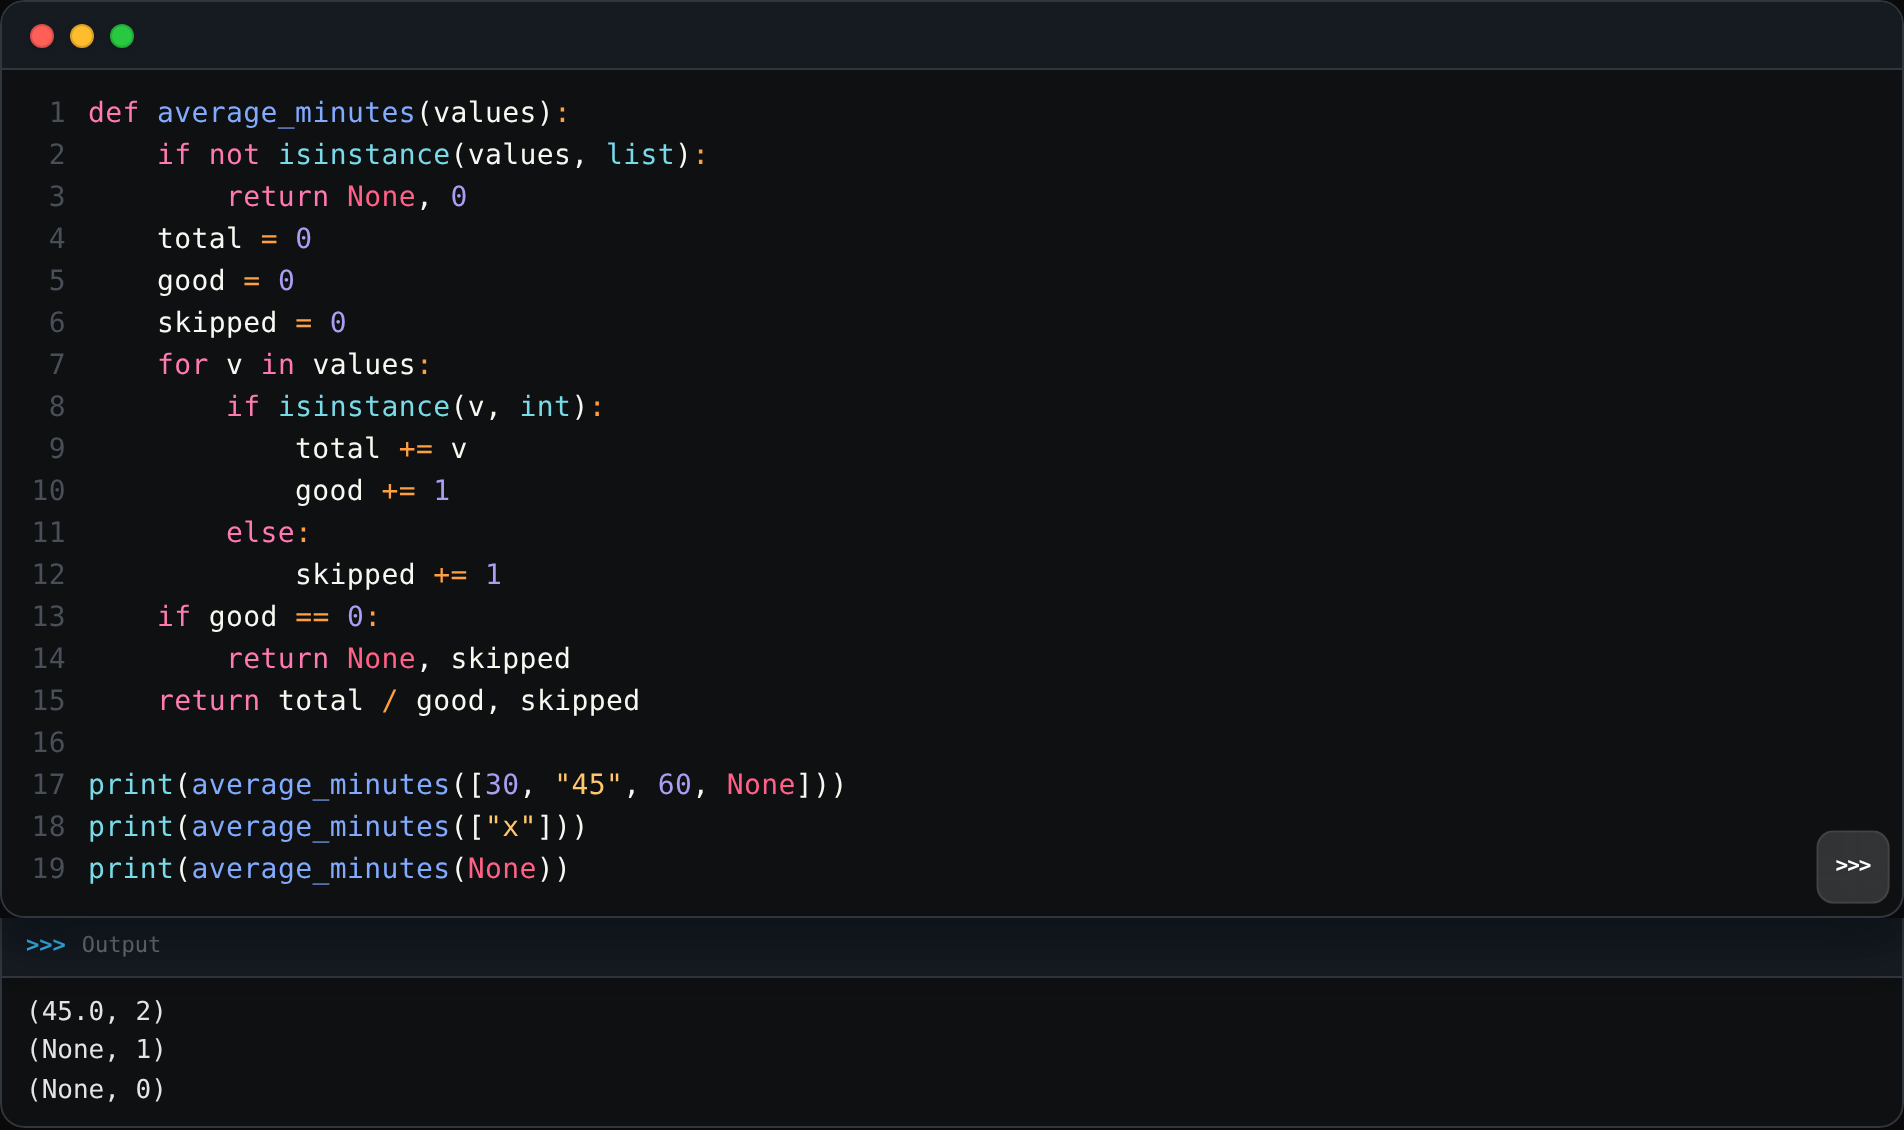 1 def average_minutes(values):
2     if not isinstance(values, list):
3         return None, 0
4     total = 0
5     good = 0
6     skipped = 0
7     for v in values:
8         if isinstance(v, int):
9             total += v
10             good += 1
11         else:
12             skipped += 1
13     if good == 0:
14         return None, skipped
15     return total / good, skipped
16
17 print(average_minutes([30, "45", 60, None]))
18 print(average_minutes(["x"]))
19 print(average_minutes(None))
>>>
>>> Output
(45.0, 2)
(None, 1)
(None, 0)